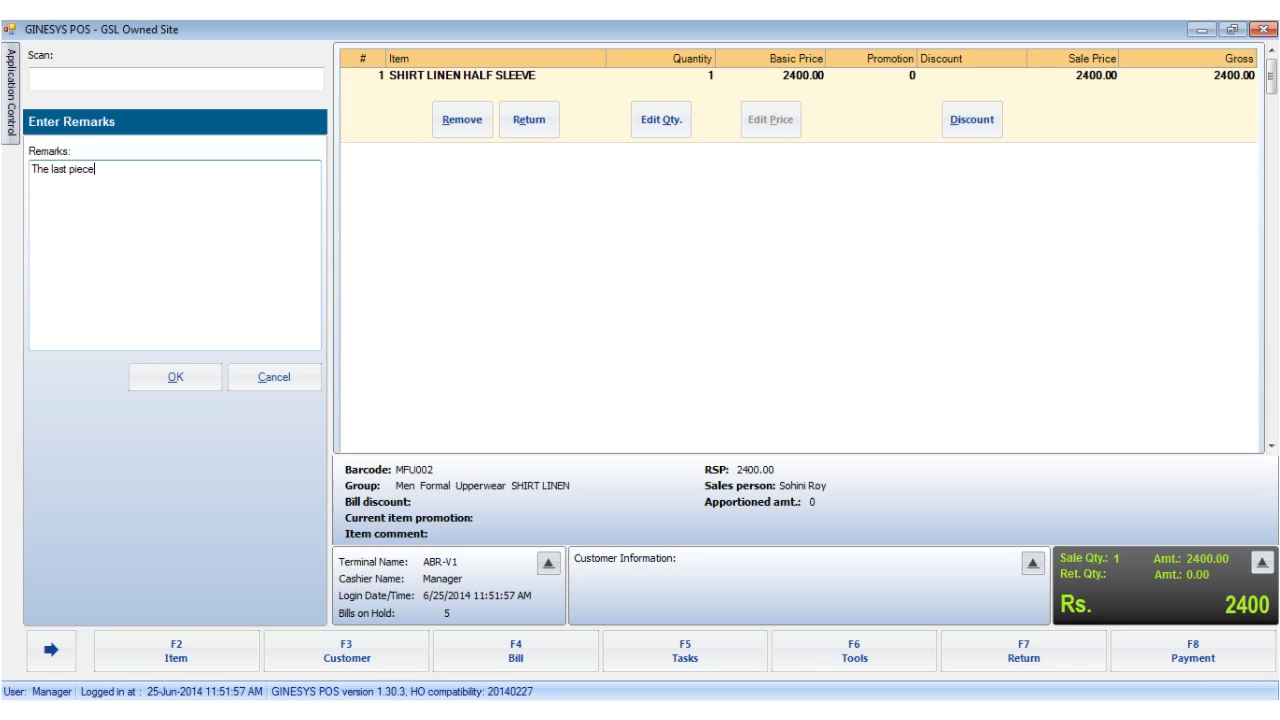 GINESYS POS - GSL Owned Site
Application Control
Scan:
Enter Remarks
Remarks:
The last piece
OK Cancel
# Item Quantity Basic Price Promotion Discount Sale Price Gross
1 SHIRT LINEN HALF SLEEVE 1 2400.00 0 2400.00 2400.00
Remove Return Edit Qty. Edit Price Discount
Barcode: MFU002 RSP: 2400.00
Group: Men Formal Upperwear SHIRT LINEN Sales person: Sohini Roy
Bill discount: Apportioned amt.: 0
Current item promotion:
Item comment:
Terminal Name: ABR-V1
Cashier Name: Manager
Login Date/Time: 6/25/2014 11:51:57 AM
Bills on Hold: 5
Customer Information:
Sale Qty.: 1 Amt.: 2400.00
Ret. Qty.: Amt.: 0.00
Rs. 2400
F2 F3 F4 F5 F6 F7 F8
Item Customer Bill Tasks Tools Return Payment
User: Manager Logged in at : 25-Jun-2014 11:51:57 AM GINESYS POS version 1.30.3, HO compatibility: 20140227